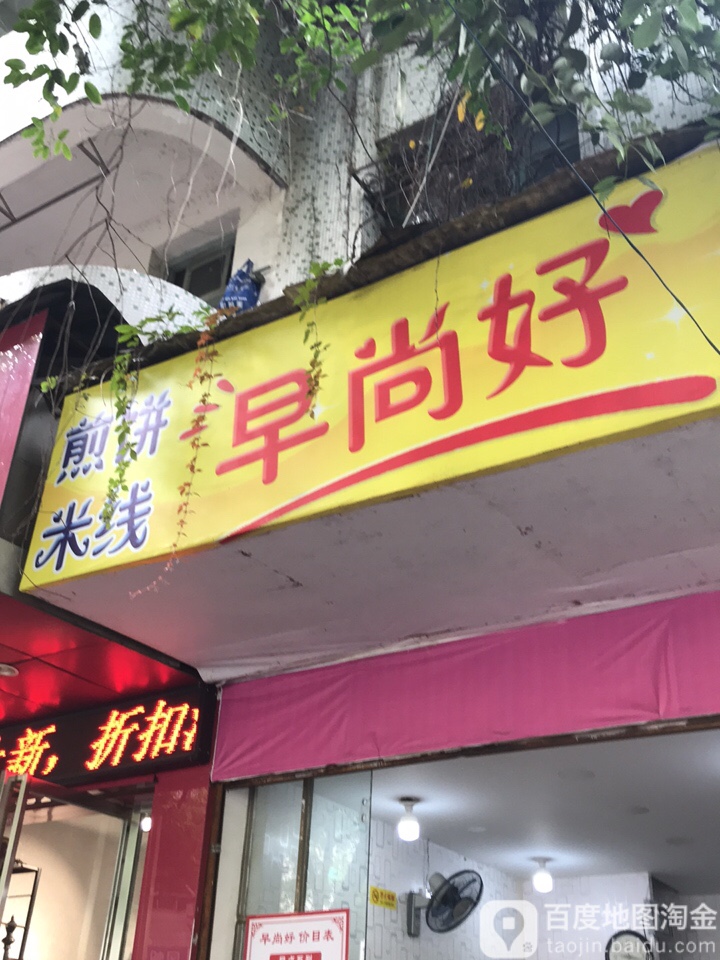 煎饼
米线
早尚好
新，折扣
早尚好 价目表
百度地图淘金
taojin.baidu.com